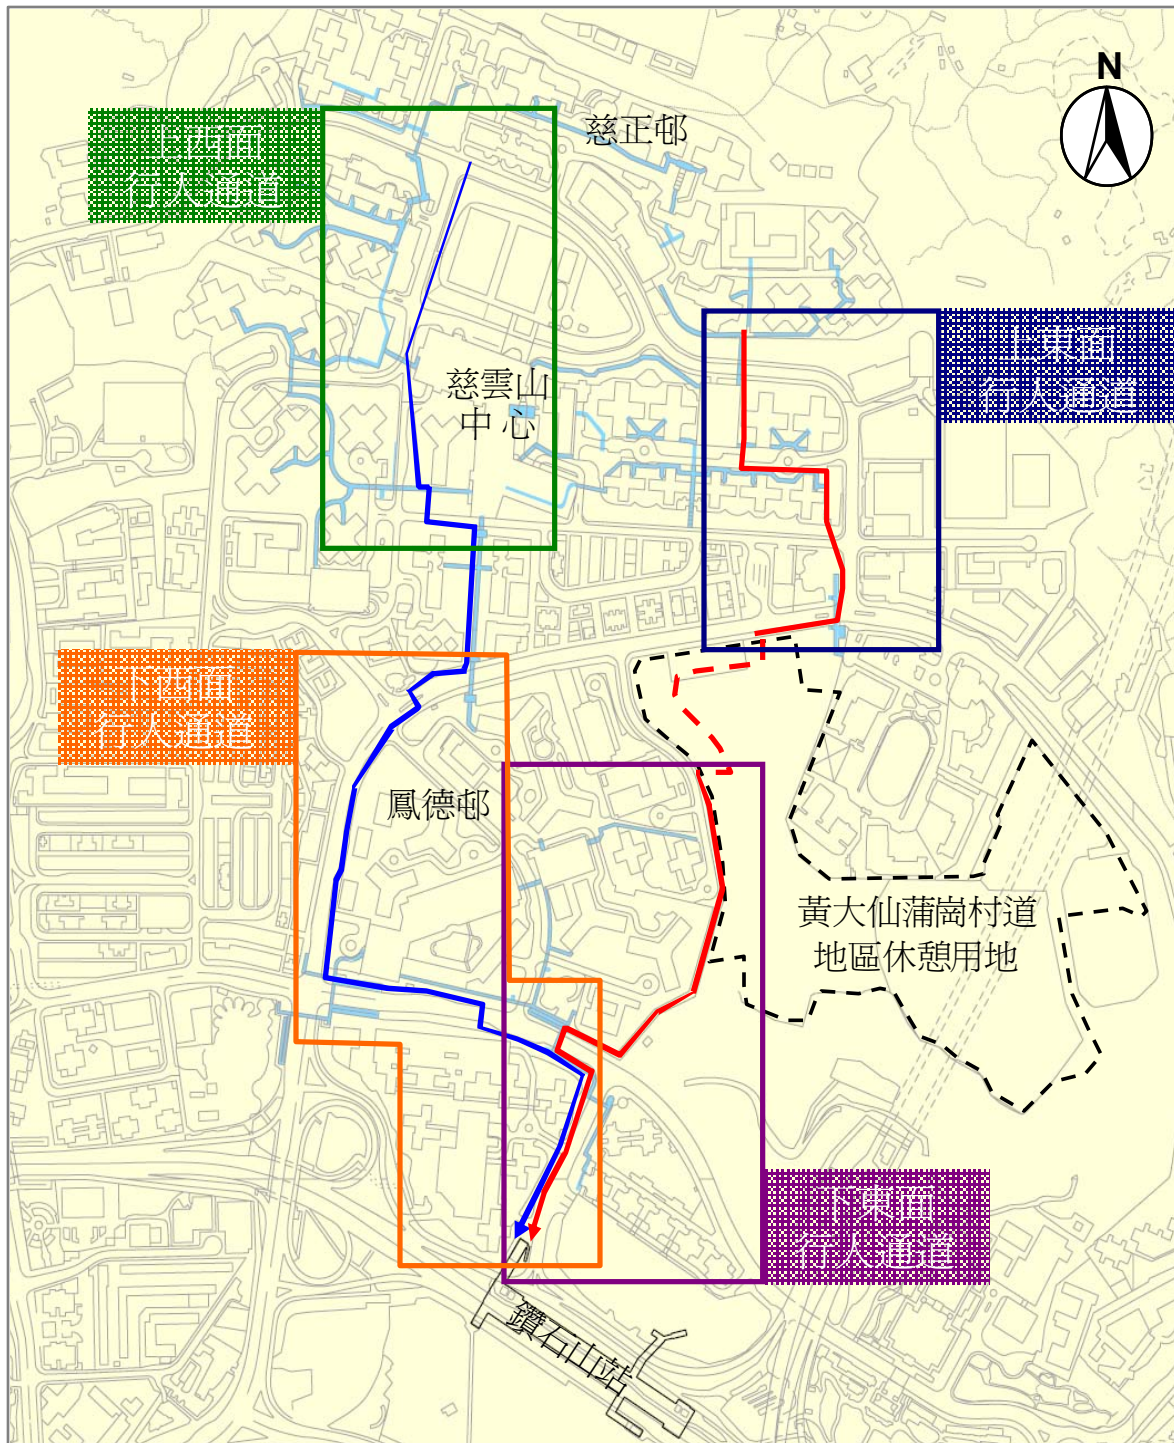 N
慈正邨
上西面
行人通道
上東面
行人通道
慈雲山
中心
下西面
行人通道
鳳德邨
黃大仙蒲崗村道
地區休憩用地
下東面
行人通道
鑽石山站